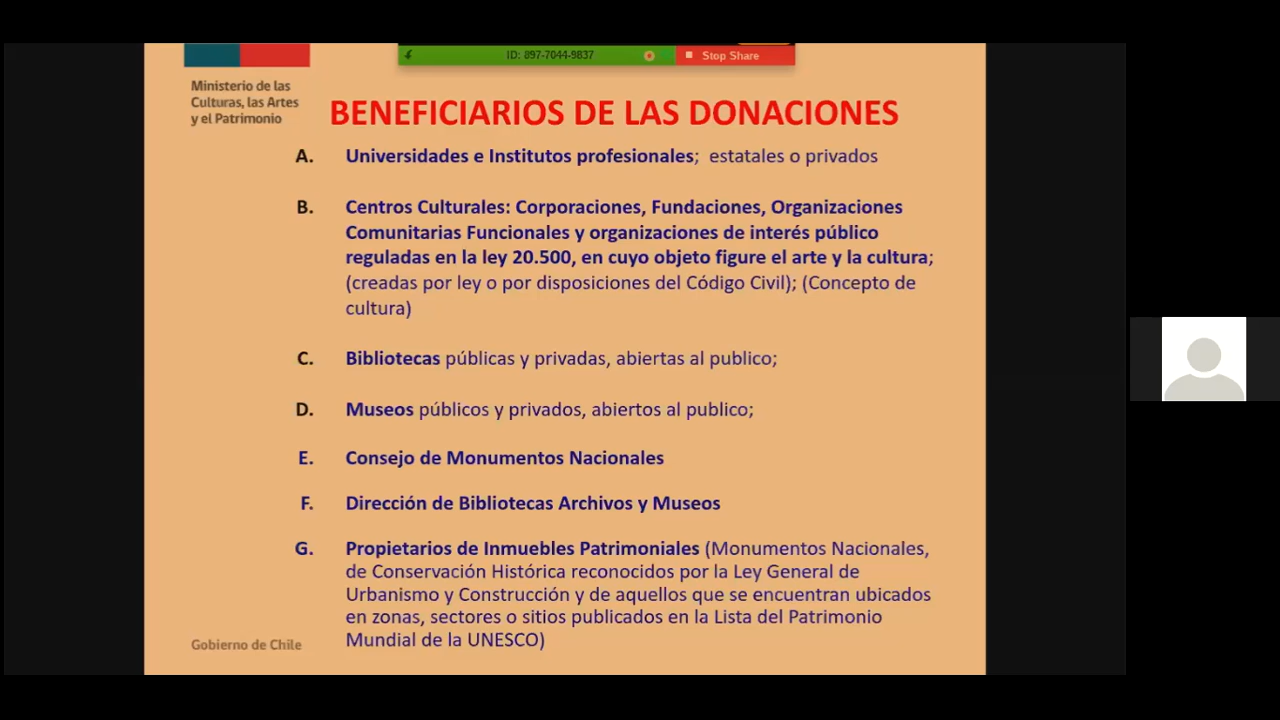 ID: 897-7044-9837
Stop Share
Ministerio de las
Culturas, las Artes
y el Patrimonio
BENEFICIARIOS DE LAS DONACIONES
A. Universidades e Institutos profesionales; estatales o privados
B. Centros Culturales: Corporaciones, Fundaciones, Organizaciones
Comunitarias Funcionales y organizaciones de interés público
reguladas en la ley 20.500, en cuyo objeto figure el arte y la cultura;
(creadas por ley o por disposiciones del Código Civil); (Concepto de
cultura)
C. Bibliotecas públicas y privadas, abiertas al publico;
D. Museos públicos y privados, abiertos al publico;
E. Consejo de Monumentos Nacionales
F. Dirección de Bibliotecas Archivos y Museos
G. Propietarios de Inmuebles Patrimoniales (Monumentos Nacionales,
de Conservación Histórica reconocidos por la Ley General de
Urbanismo y Construcción y de aquellos que se encuentran ubicados
en zonas, sectores o sitios publicados en la Lista del Patrimonio
Mundial de la UNESCO)
Gobierno de Chile